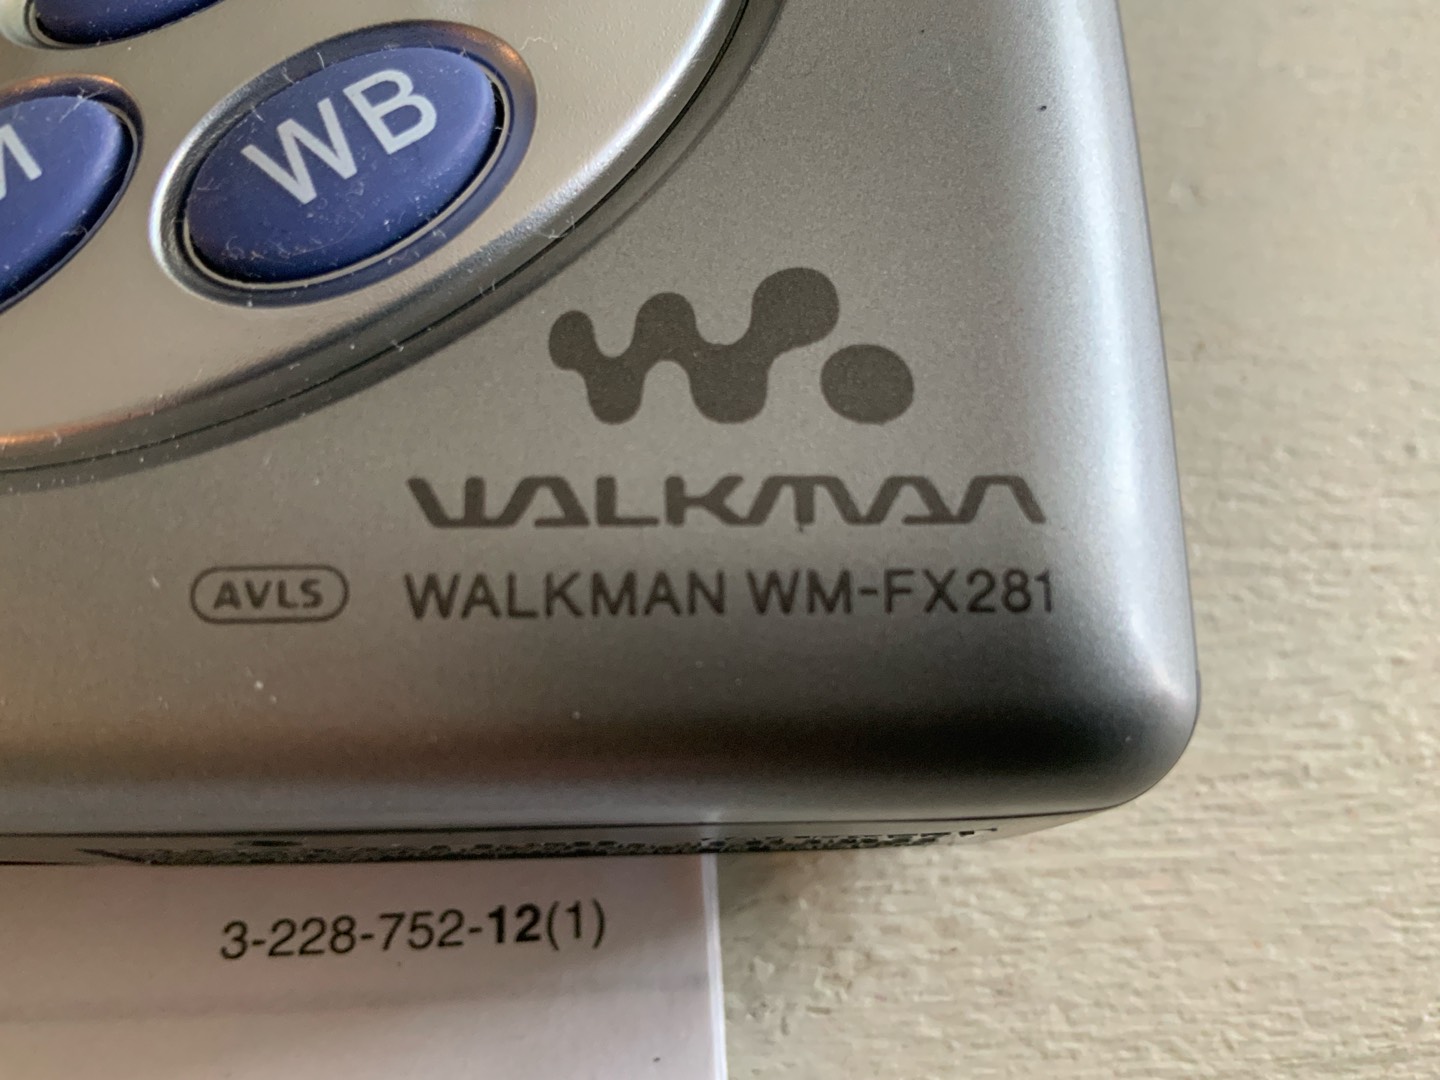 WB
WALKMAN
AVLS WALKMAN WM-FX281
3-228-752-12(1)